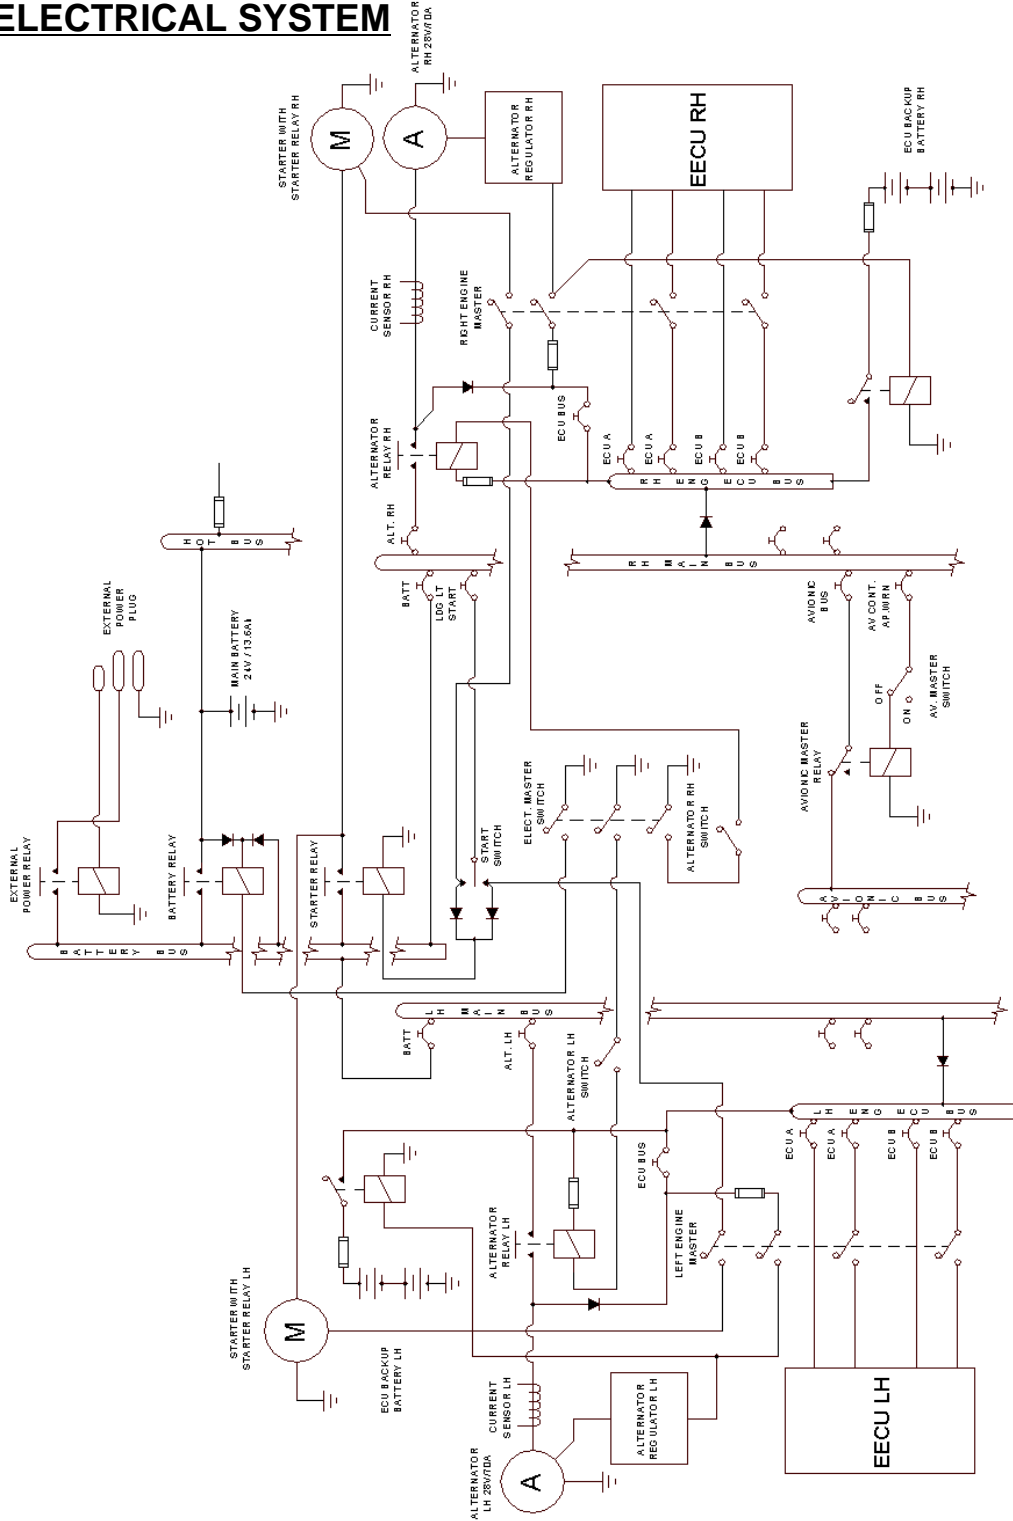 ELECTRICAL SYSTEM
ALTERNATOR
RH 28V/70A
STARTER WITH
STARTER RELAY RH
M
A
ALTERNATOR
REGULATOR RH
EECU RH
ECU BACKUP
BATTERY RH
CURRENT
SENSOR RH
RIGHT ENGINE
MASTER
ALTERNATOR
RELAY RH
ECU BUS
ECU A
ECU A
ECU B
ECU B
RH ENG ECU BUS
HOT BUS
ALT. RH
RH MAIN BUS
EXTERNAL
POWER
PLUG
MAIN BATTERY
24V / 13.6Ah
BATT
LDG LT
START
AVIONIC
BUS
AV CONT.
AP/WRN
OFF
ON
AV. MASTER
SWITCH
AVIONIC MASTER
RELAY
ELECT. MASTER
SWITCH
ALTERNATOR RH
SWITCH
START
SWITCH
EXTERNAL
POWER RELAY
BATTERY RELAY
STARTER RELAY
BATTERY BUS
AVIONIC BUS
LH MAIN BUS
BATT
ALT. LH
ALTERNATOR LH
SWITCH
LH ENG ECU BUS
ECU BUS
ECU A
ECU A
ECU B
ECU B
ALTERNATOR
RELAY LH
LEFT ENGINE
MASTER
STARTER WITH
STARTER RELAY LH
M
ECU BACKUP
BATTERY LH
CURRENT
SENSOR LH
ALTERNATOR
REGULATOR LH
EECU LH
ALTERNATOR
LH 28V/70A
A